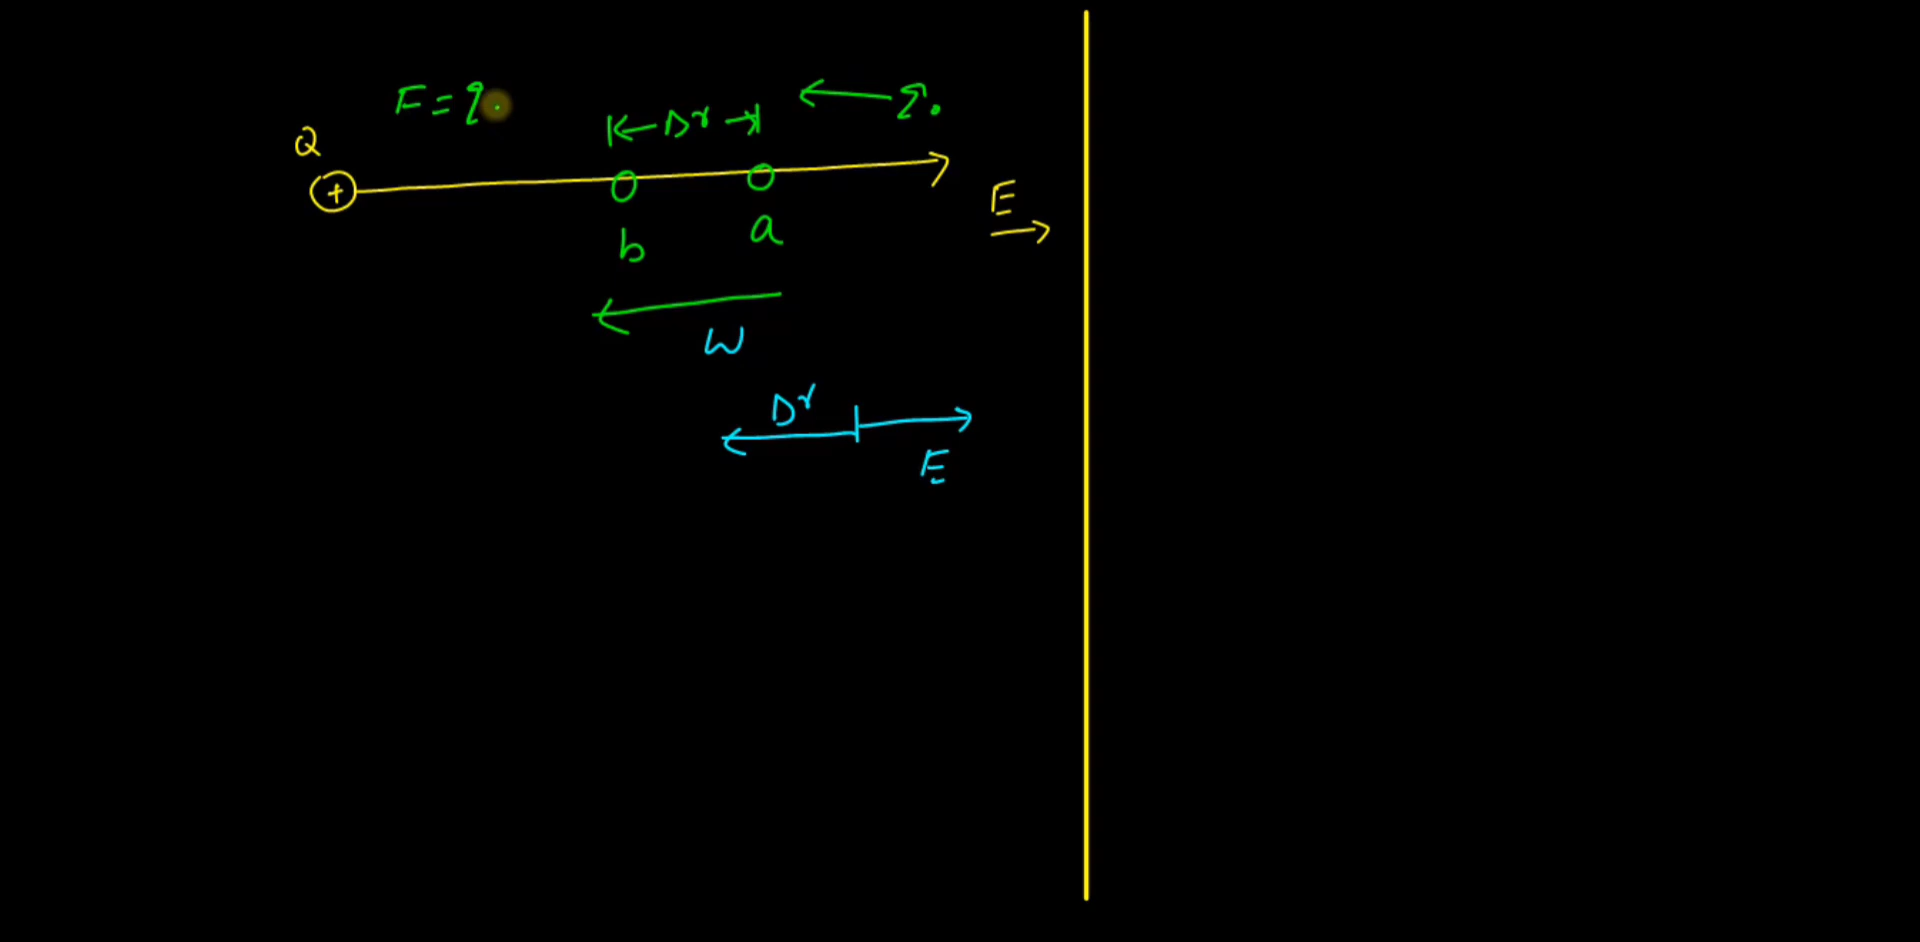 F = q.
Δr
q.
Q
+
E
b
a
W
Δr
E